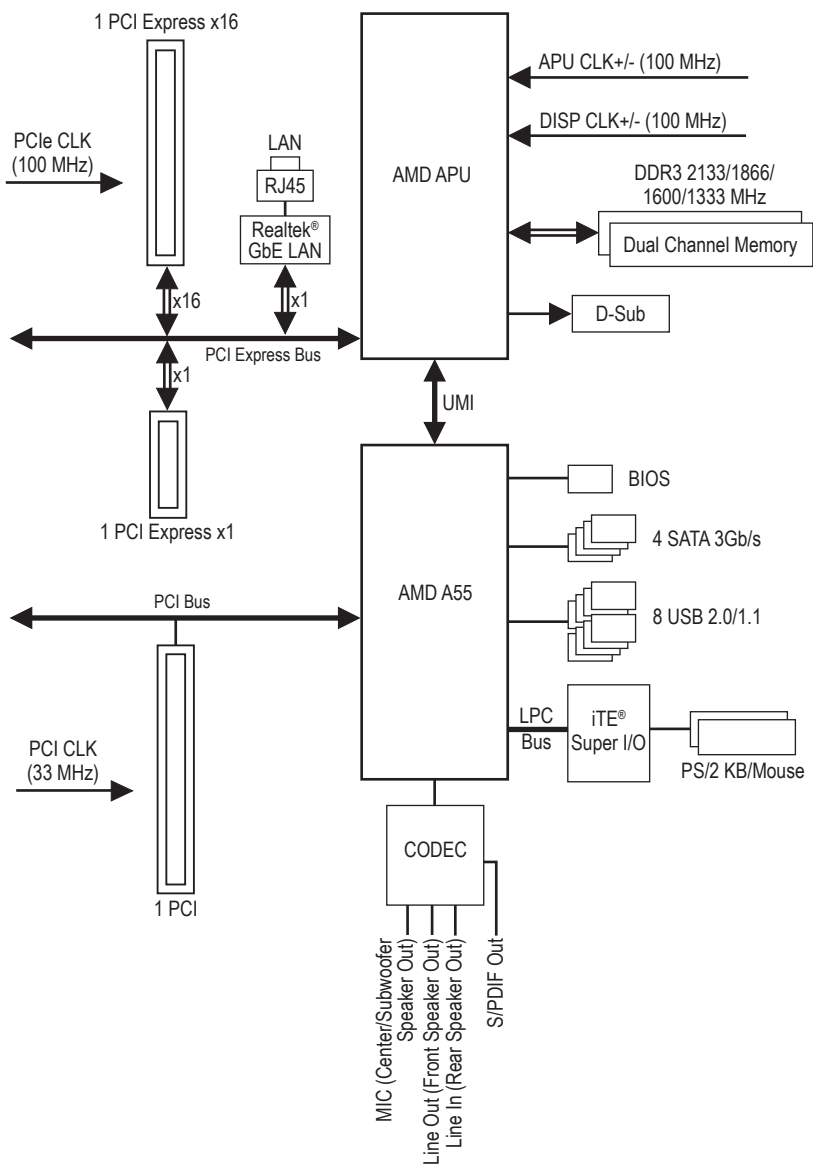 1 PCI Express x16
APU CLK+/- (100 MHz)
PCIe CLK
(100 MHz)
DISP CLK+/- (100 MHz)
LAN
RJ45
Realtek®
GbE LAN
AMD APU
DDR3 2133/1866/
1600/1333 MHz
Dual Channel Memory
x16
x1
D-Sub
PCI Express Bus
x1
UMI
1 PCI Express x1
BIOS
4 SATA 3Gb/s
AMD A55
PCI Bus
8 USB 2.0/1.1
LPC
Bus
iTE®
Super I/O
PS/2 KB/Mouse
PCI CLK
(33 MHz)
1 PCI
CODEC
MIC (Center/Subwoofer
Speaker Out)
Line Out (Front Speaker Out)
Line In (Rear Speaker Out)
S/PDIF Out